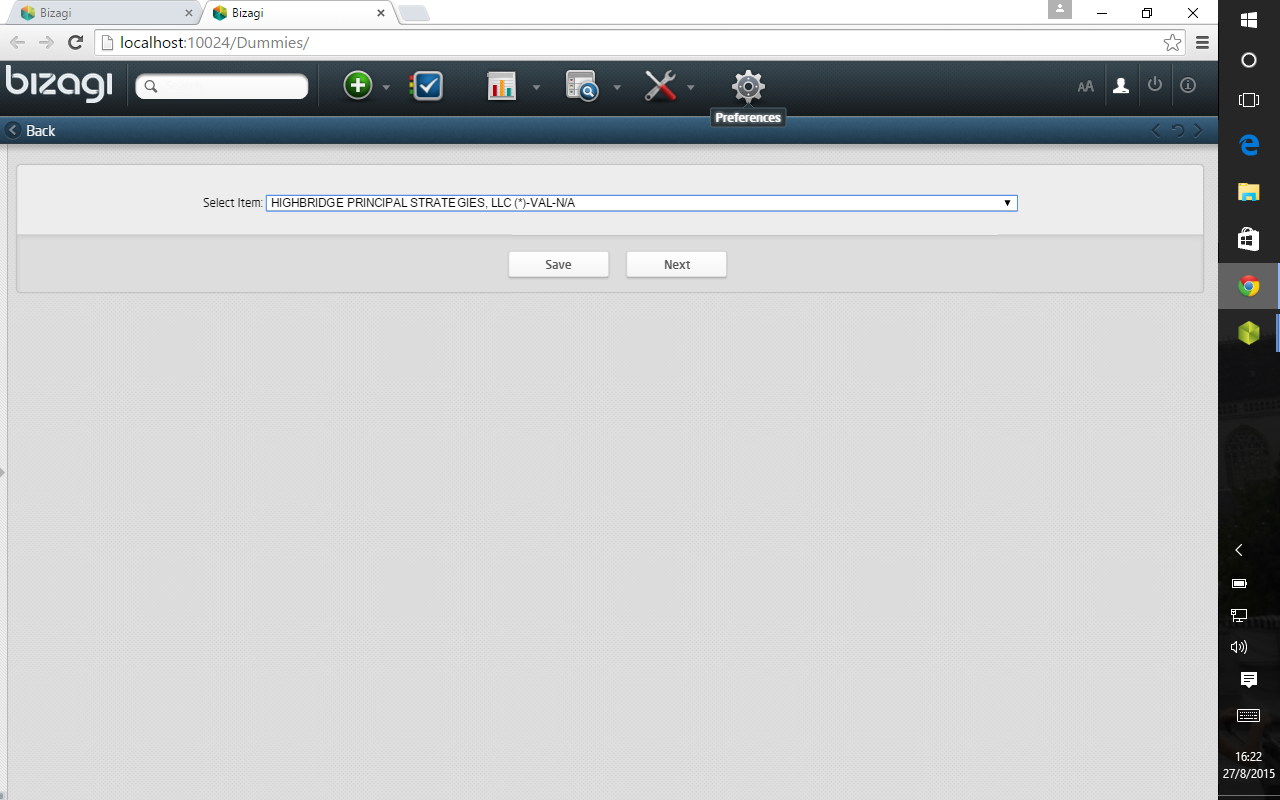 Bizagi
Bizagi
localhost:10024/Dummies/
bizagi
AA
Preferences
Back
Select Item: HIGHBRIDGE PRINCIPAL STRATEGIES, LLC (*)-VAL-N/A
Save Next
16:22
27/8/2015